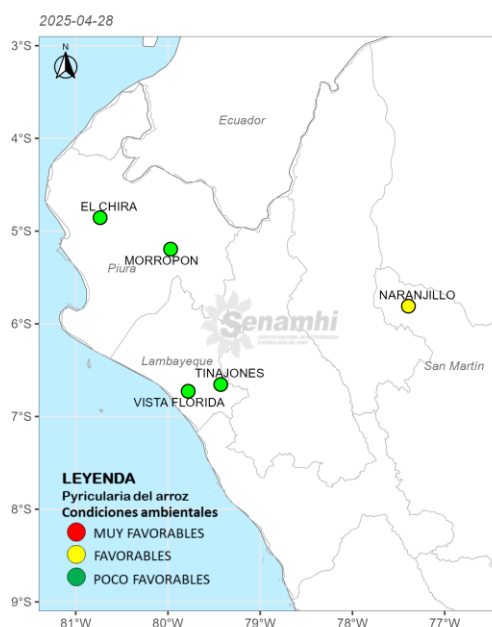 2025-04-28
3°S
N
Ecuador
4°S
EL CHIRA
5°S
MORROPON
Piura
NARANJILLO
6°S
Senamhi
Lambayeque
TINAJONES
San Martín
VISTA FLORIDA
7°S
LEYENDA
Pyricularia del arroz
Condiciones ambientales
8°S
MUY FAVORABLES
FAVORABLES
POCO FAVORABLES
9°S
81°W 80°W 79°W 78°W 77°W